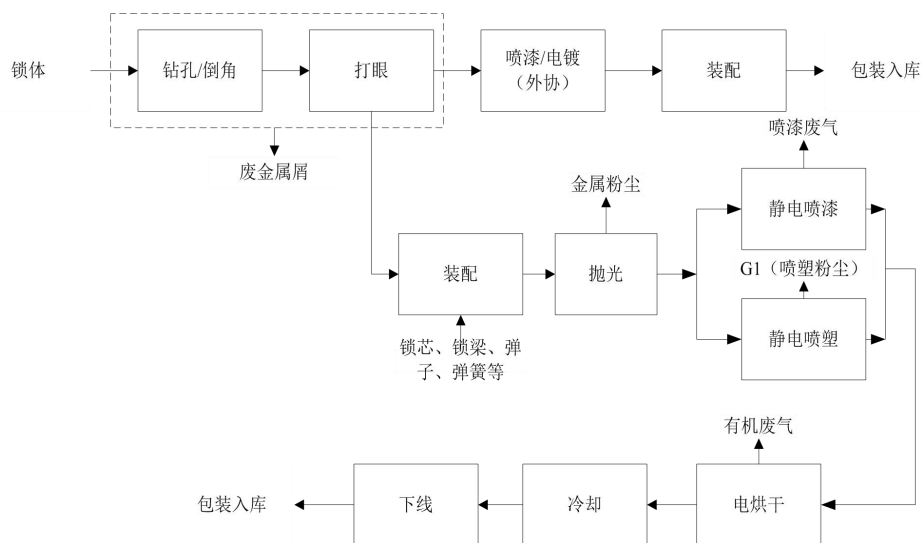 锁体
钻孔/倒角
打眼
喷漆/电镀
（外协）
装配
包装入库
废金属屑
喷漆废气
金属粉尘
静电喷漆
装配
抛光
G1（喷塑粉尘）
静电喷塑
锁芯、锁梁、弹
子、弹簧等
有机废气
包装入库
下线
冷却
电烘干